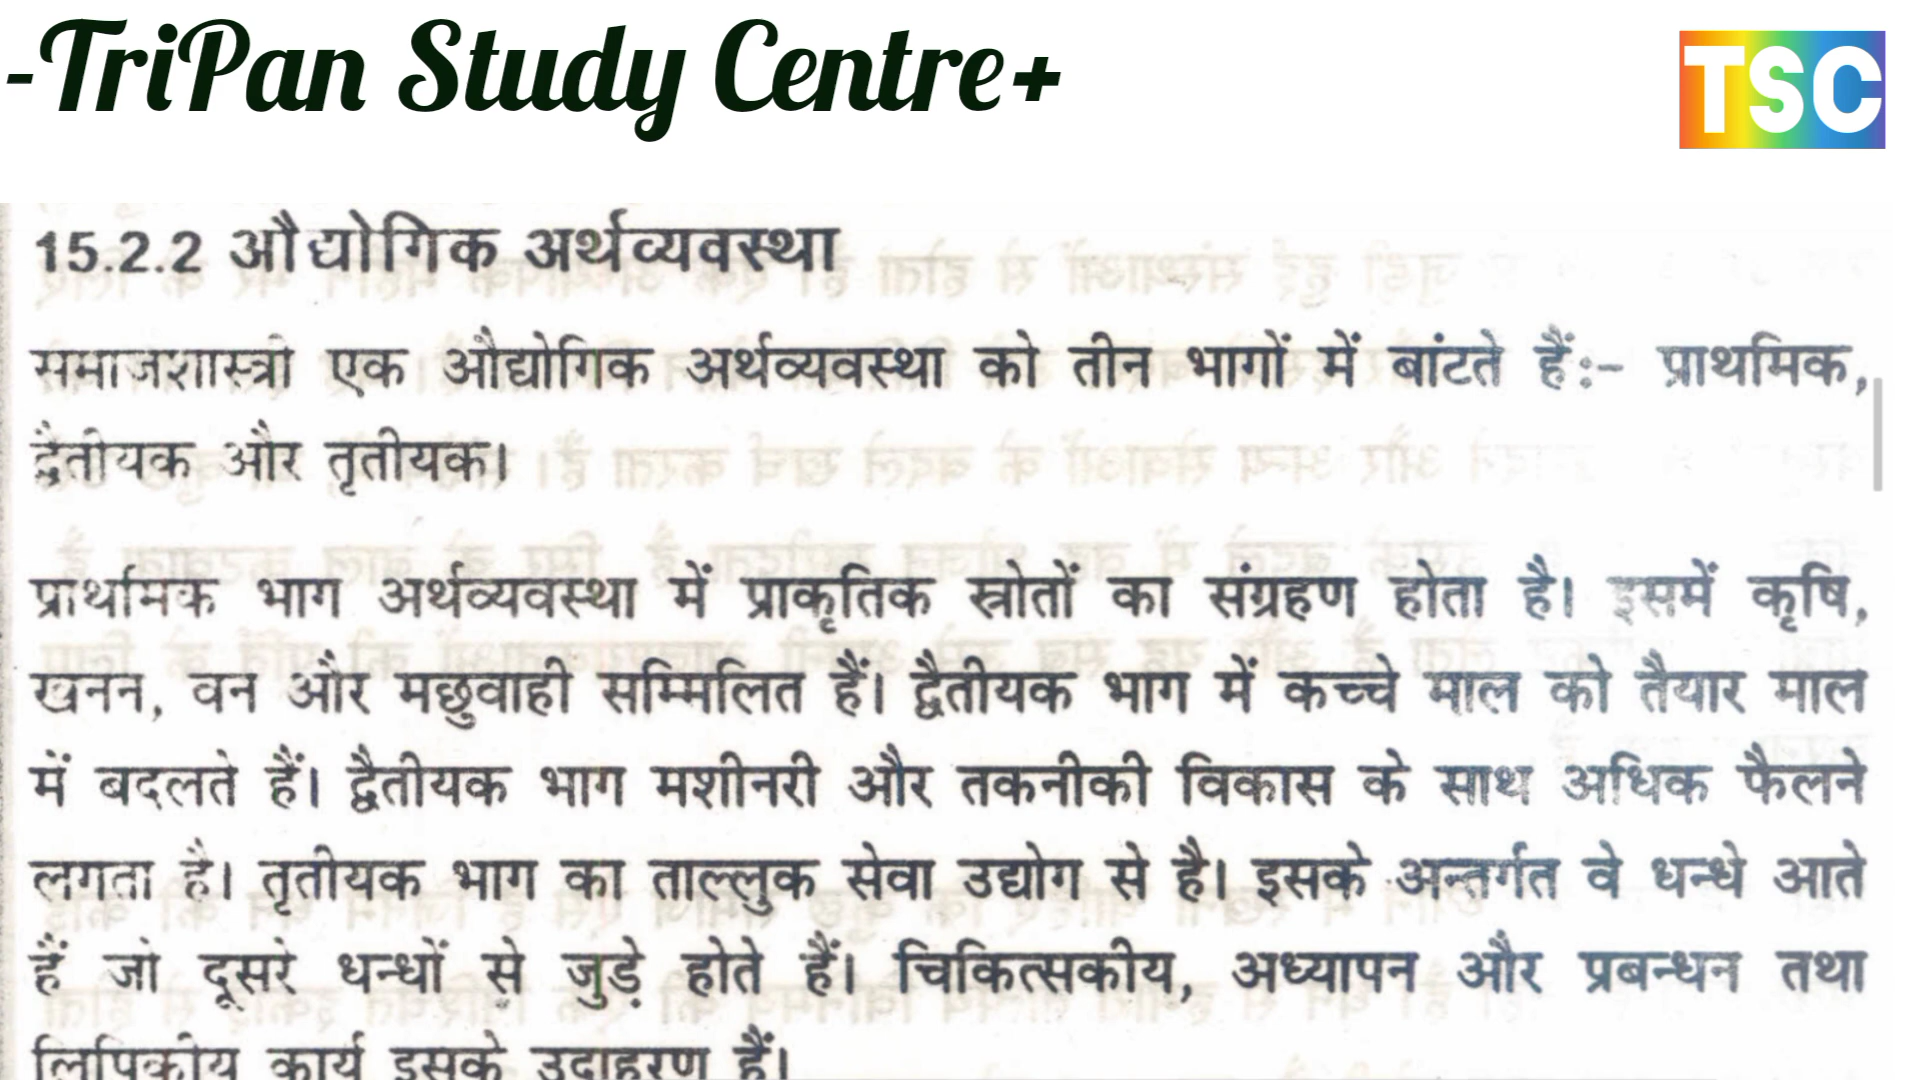 -TriPan Study Centre+
TSC
15.2.2 औद्योगिक अर्थव्यवस्था
समाजशास्त्री एक औद्योगिक अर्थव्यवस्था को तीन भागों में बांटते हैं:– प्राथमिक,
द्वैतीयक और तृतीयक।
प्राथमिक भाग अर्थव्यवस्था में प्राकृतिक स्रोतों का संग्रहण होता है। इसमें कृषि,
खनन, वन और मछुवाही सम्मिलित हैं। द्वैतीयक भाग में कच्चे माल को तैयार माल
में बदलते हैं। द्वैतीयक भाग मशीनरी और तकनीकी विकास के साथ अधिक फैलने
लगता है। तृतीयक भाग का ताल्लुक सेवा उद्योग से है। इसके अन्तर्गत वे धन्धे आते
हैं जो दूसरे धन्धों से जुड़े होते हैं। चिकित्सकीय, अध्यापन और प्रबन्धन तथा
लिपिकीय कार्य इसके उदाहरण हैं।